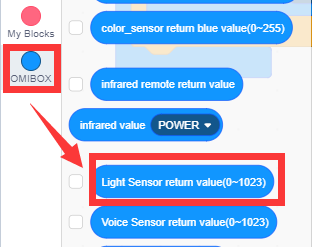 color_sensor return blue value(0~255)
My Blocks
infrared remote return value
OMIBOX
infrared value POWER
Light Sensor return value(0~1023)
Voice Sensor return value(0~1023)